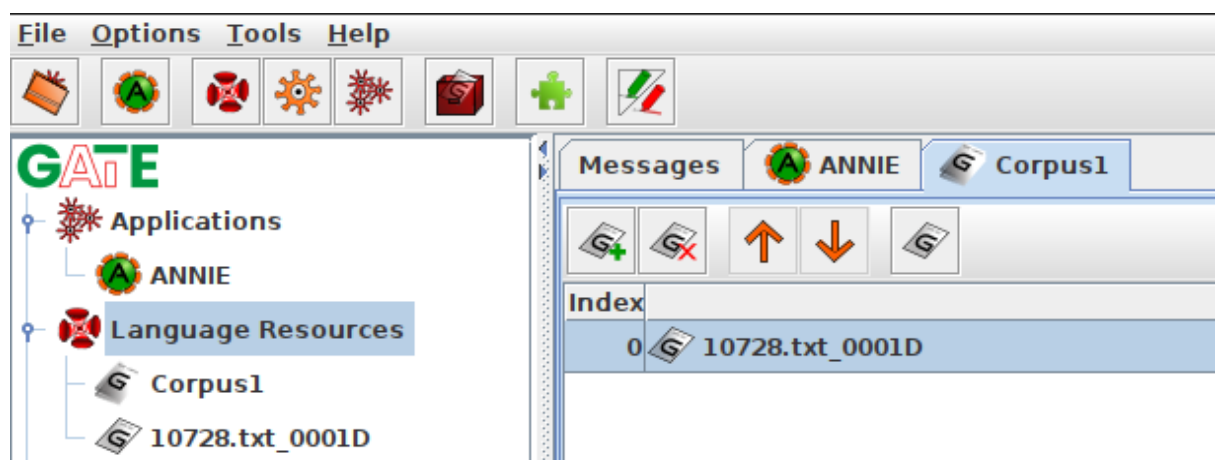 File Options Tools Help
GATE
Applications
ANNIE
Language Resources
Corpus1
10728.txt_0001D
Messages ANNIE Corpus1
Index
0 10728.txt_0001D